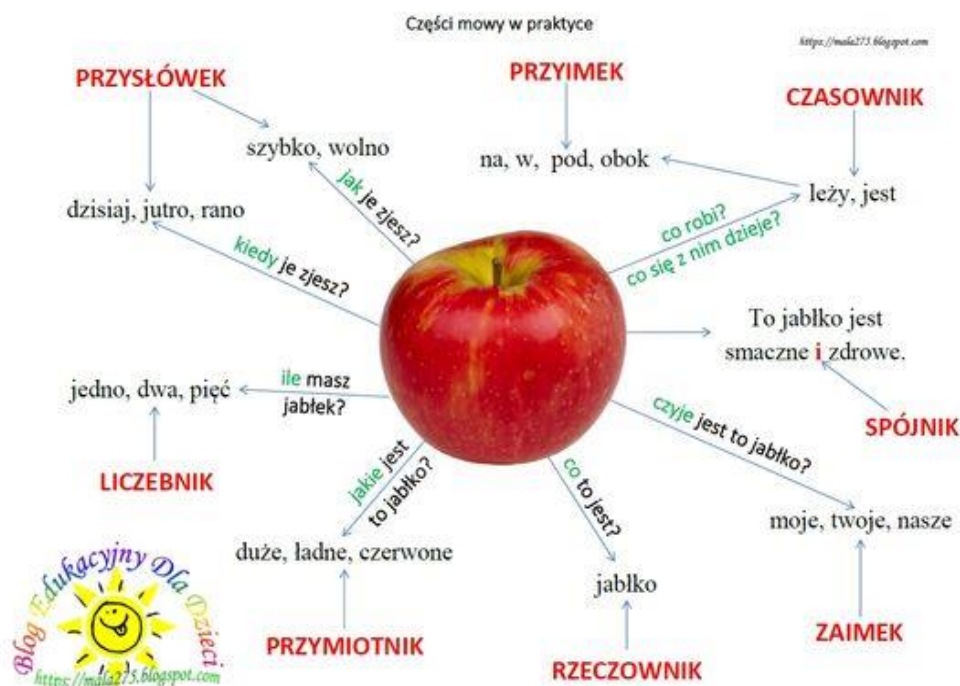 Części mowy w praktyce
https://mala275.blogspot.com
PRZYSŁÓWEK
PRZYIMEK
CZASOWNIK
szybko, wolno
na, w, pod, obok
leży, jest
dzisiaj, jutro, rano
jak je zjesz?
co robi?
co się z nim dzieje?
kiedy je zjesz?
To jabłko jest
smaczne i zdrowe.
jedno, dwa, pięć
ile masz
jabłek?
czyje jest to jabłko?
SPÓJNIK
LICZEBNIK
jakie jest
to jabłko?
co to jest?
moje, twoje, nasze
duże, ładne, czerwone
jabłko
ZAIMEK
PRZYMIOTNIK
RZECZOWNIK
Blog Edukacyjny Dla Dzieci
https://mala275.blogspot.com